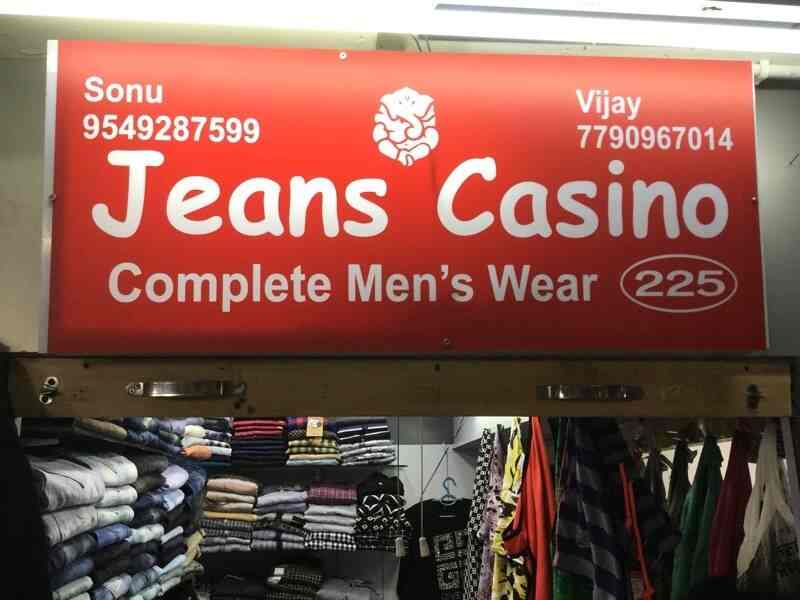 Sonu
9549287599
Vijay
7790967014
Jeans Casino
Complete Men's Wear 225